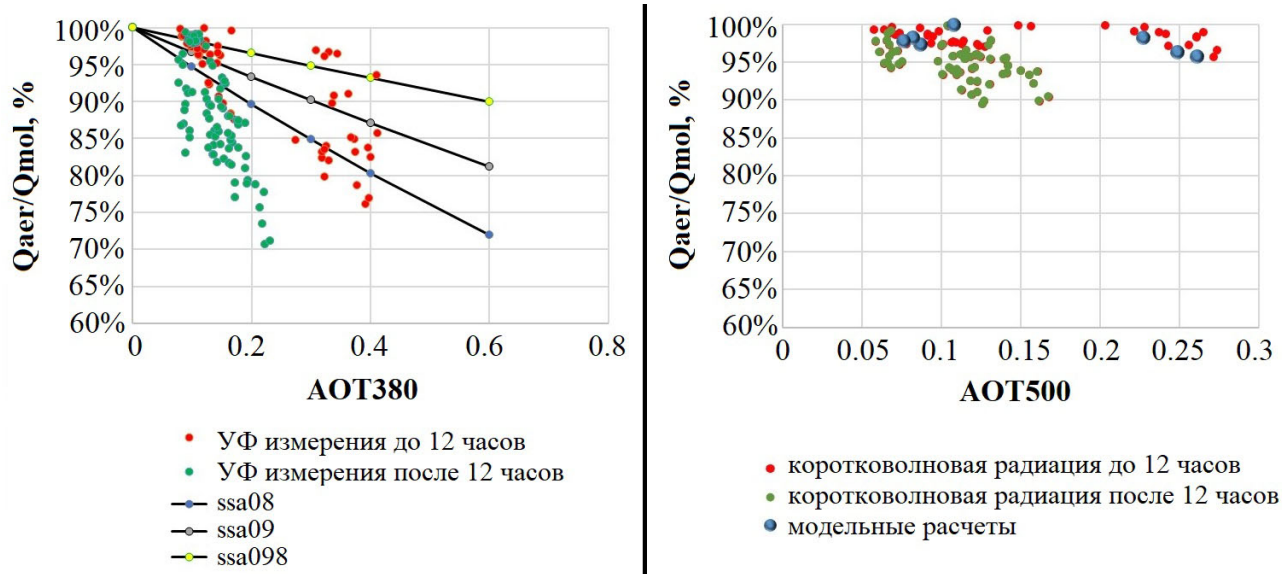 Qaer/Qmol, %
100%
95%
90%
85%
80%
75%
70%
65%
60%
0 0.2 0.4 0.6 0.8
AOT380
УФ измерения до 12 часов
УФ измерения после 12 часов
ssa08
ssa09
ssa098
Qaer/Qmol, %
100%
95%
90%
85%
80%
75%
70%
65%
60%
0 0.05 0.1 0.15 0.2 0.25 0.3
AOT500
коротковолновая радиация до 12 часов
коротковолновая радиация после 12 часов
модельные расчеты